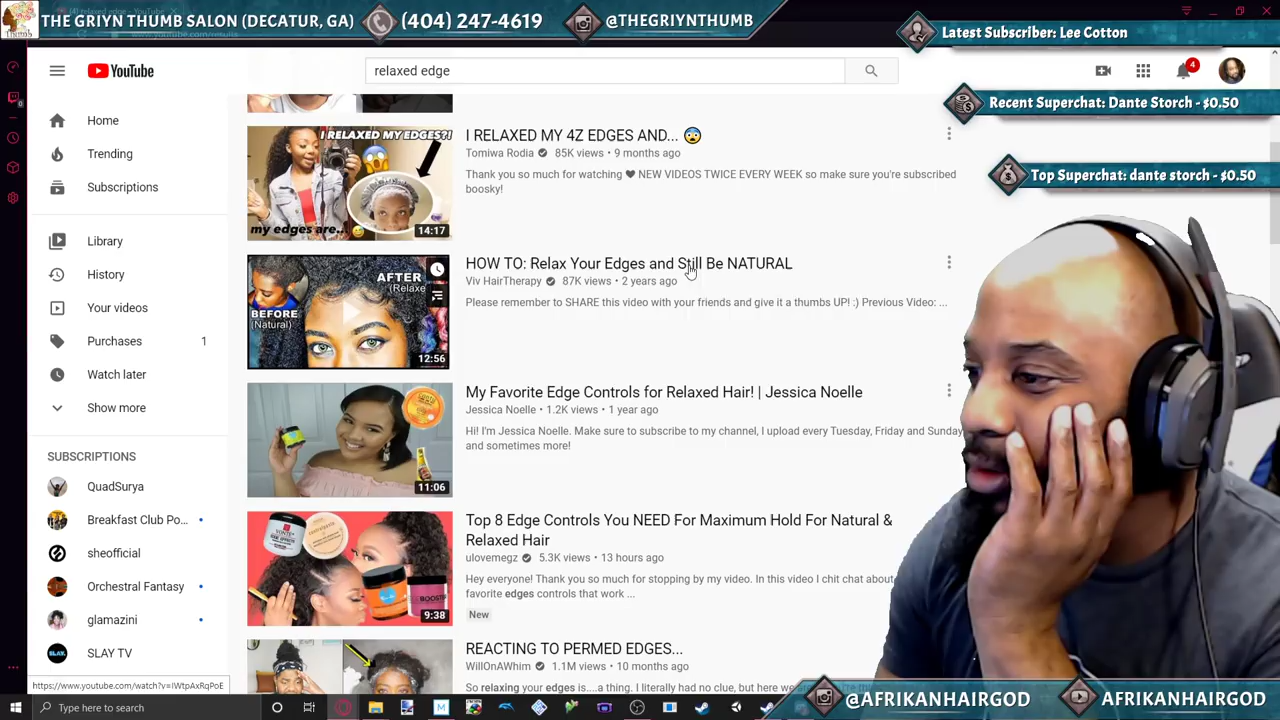 THE GRIYN THUMB SALON (DECATUR, GA)
(404) 247-4619
@THEGRIYNTHUMB
Latest Subscriber: Lee Cotton
YouTube
relaxed edge
4
Recent Superchat: Dante Storch - $0.50
Top Superchat: dante storch - $0.50
Home
Trending
Subscriptions
Library
History
Your videos
Purchases 1
Watch later
Show more
SUBSCRIPTIONS
QuadSurya
Breakfast Club Po...
sheofficial
Orchestral Fantasy
glamazini
SLAY TV
I RELAXED MY EDGES?!
my edges are..
14:17
I RELAXED MY 4Z EDGES AND... 😨
Tomiwa Rodia 85K views • 9 months ago
Thank you so much for watching ♥ NEW VIDEOS TWICE EVERY WEEK so make sure you're subscribed
boosky!
AFTER
(Relaxe
BEFORE
(Natural)
12:56
HOW TO: Relax Your Edges and Still Be NATURAL
Viv HairTherapy 87K views • 2 years ago
Please remember to SHARE this video with your friends and give it a thumbs UP! :) Previous Video: ...
11:06
My Favorite Edge Controls for Relaxed Hair! | Jessica Noelle
Jessica Noelle • 1.2K views • 1 year ago
Hi! I'm Jessica Noelle. Make sure to subscribe to my channel, I upload every Tuesday, Friday and Sunday
and sometimes more!
9:38
Top 8 Edge Controls You NEED For Maximum Hold For Natural &
Relaxed Hair
ulovemegz 5.3K views • 13 hours ago
Hey everyone! Thank you so much for stopping by my video. In this video I chit chat about
favorite edges controls that work ...
New
REACTING TO PERMED EDGES...
WillOnAWhim 1.1M views • 10 months ago
So relaxing your edges is....a thing. I literally had no clue, but here we
https://www.youtube.com/watch?v=IWtpAxRqPoE
Type here to search
@AFRIKANHAIRGOD
AFRIKANHAIRGOD